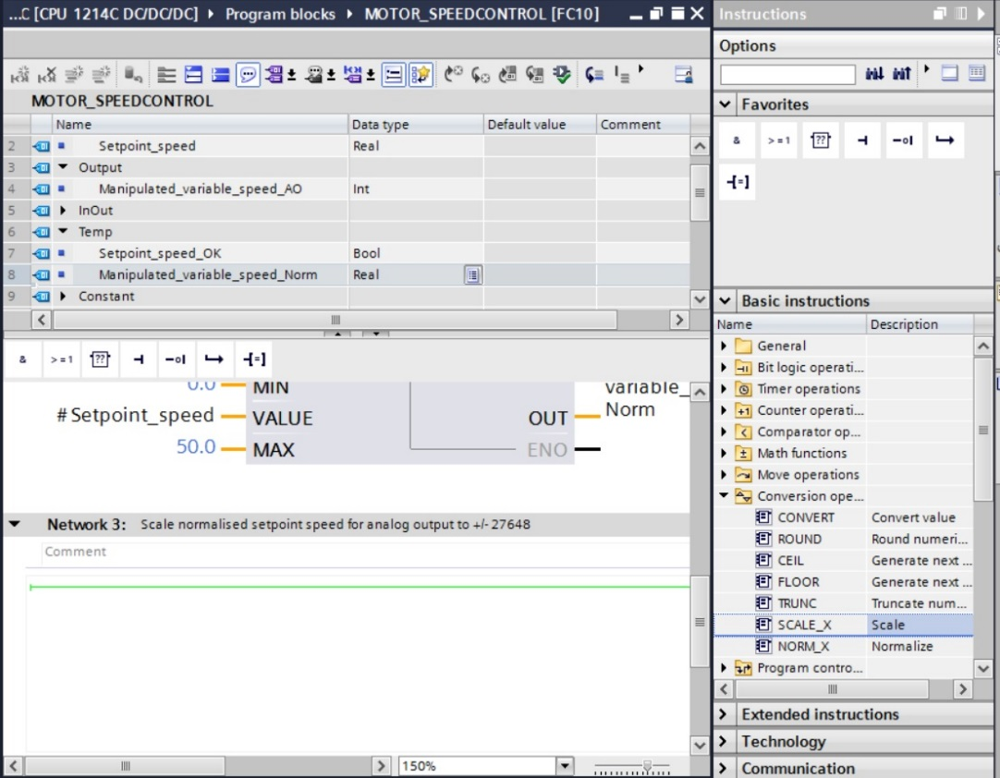 ...C [CPU 1214C DC/DC/DC] Program blocks MOTOR_SPEEDCONTROL [FC10]
MOTOR_SPEEDCONTROL
Name Data type Default value Comment
2 Setpoint_speed Real
3 Output
4 Manipulated_variable_speed_AO Int
5 InOut
6 Temp
7 Setpoint_speed_OK Bool
8 Manipulated_variable_speed_Norm Real
9 Constant
& >=1 ?? -| -o| [=]
0.0 MIN variable_
#Setpoint_speed VALUE OUT Norm
50.0 MAX ENO
Network 3: Scale normalised setpoint speed for analog output to +/- 27648
Comment
150%
Instructions
Options
Favorites
& >=1 ?? -| -o|
-[=]
Basic instructions
Name Description
General
Bit logic operati...
Timer operations
Counter operati...
Comparator op...
Math functions
Move operations
Conversion ope...
CONVERT Convert value
ROUND Round numeri...
CEIL Generate next ...
FLOOR Generate next ...
TRUNC Truncate num...
SCALE_X Scale
NORM_X Normalize
Program contro...
Extended instructions
Technology
Communication